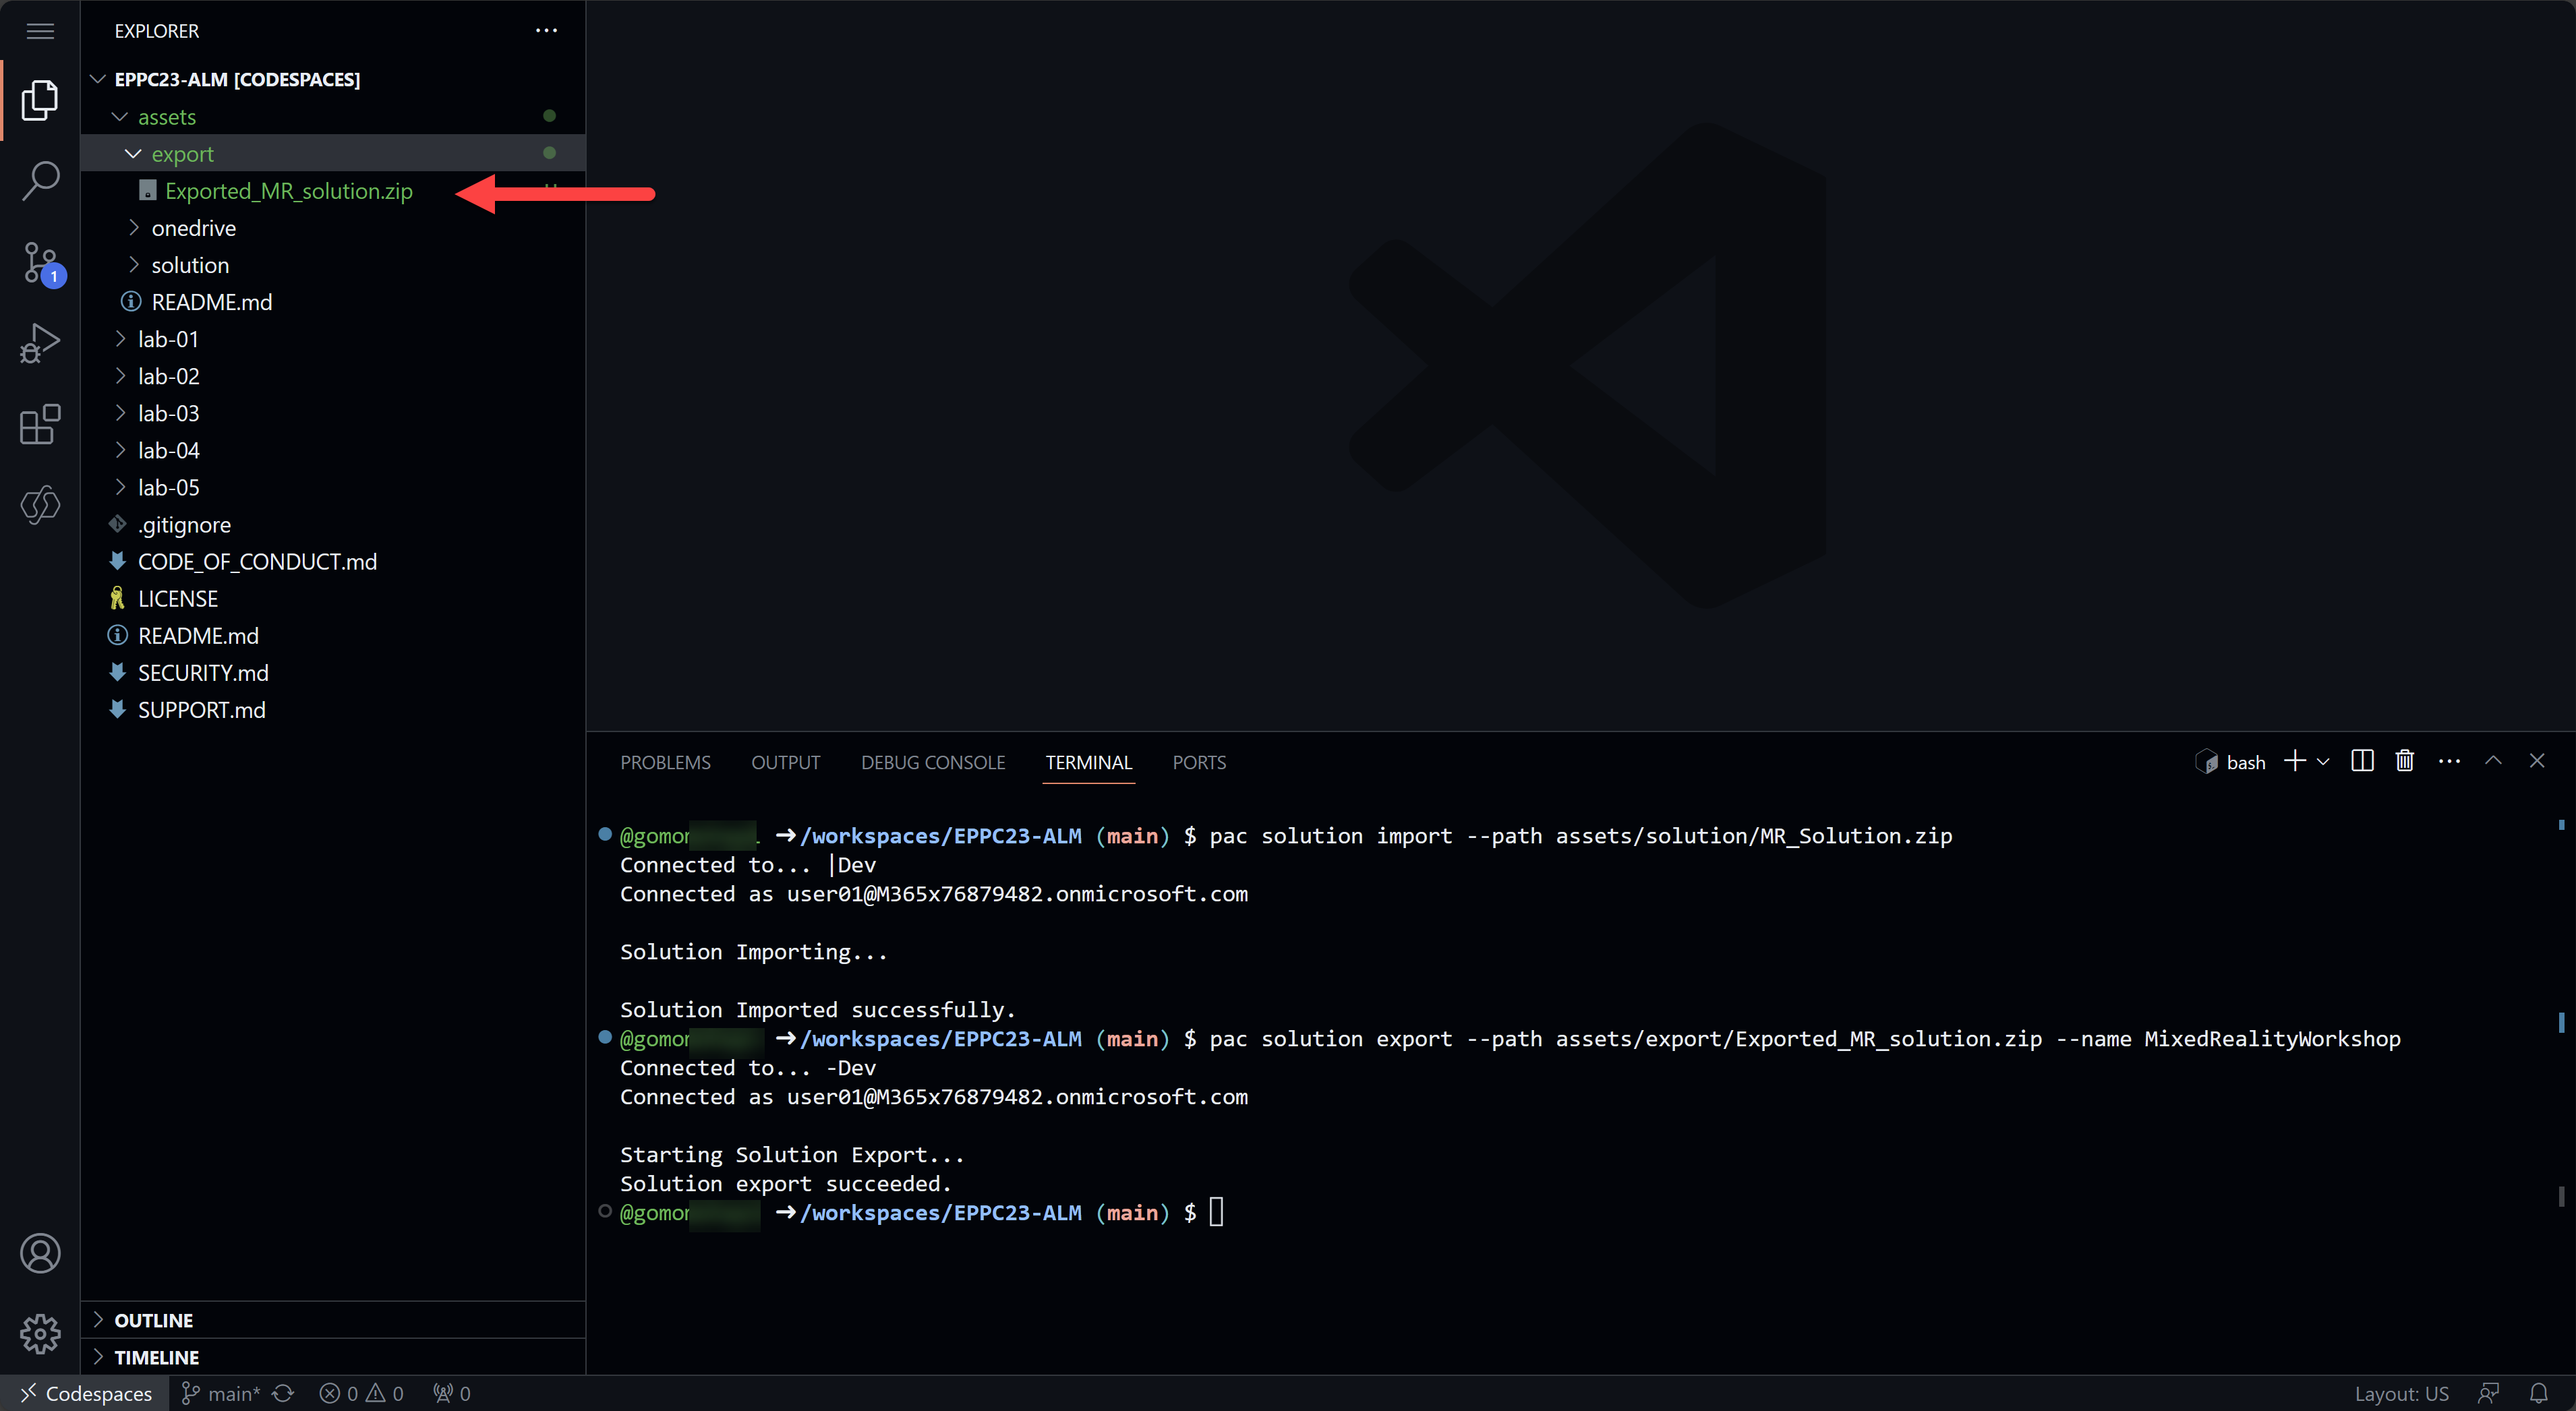 EXPLORER
EPPC23-ALM [CODESPACES]
assets
export
Exported_MR_solution.zip
onedrive
solution
README.md
lab-01
lab-02
lab-03
lab-04
lab-05
.gitignore
CODE_OF_CONDUCT.md
LICENSE
README.md
SECURITY.md
SUPPORT.md
1
OUTLINE
TIMELINE
PROBLEMS OUTPUT DEBUG CONSOLE TERMINAL PORTS
bash
@gomor ➜ /workspaces/EPPC23-ALM (main) $ pac solution import --path assets/solution/MR_Solution.zip
Connected to... |Dev
Connected as user01@M365x76879482.onmicrosoft.com
Solution Importing...
Solution Imported successfully.
@gomor ➜ /workspaces/EPPC23-ALM (main) $ pac solution export --path assets/export/Exported_MR_solution.zip --name MixedRealityWorkshop
Connected to... -Dev
Connected as user01@M365x76879482.onmicrosoft.com
Starting Solution Export...
Solution export succeeded.
@gomor ➜ /workspaces/EPPC23-ALM (main) $
Codespaces main* 0 0 0 Layout: US